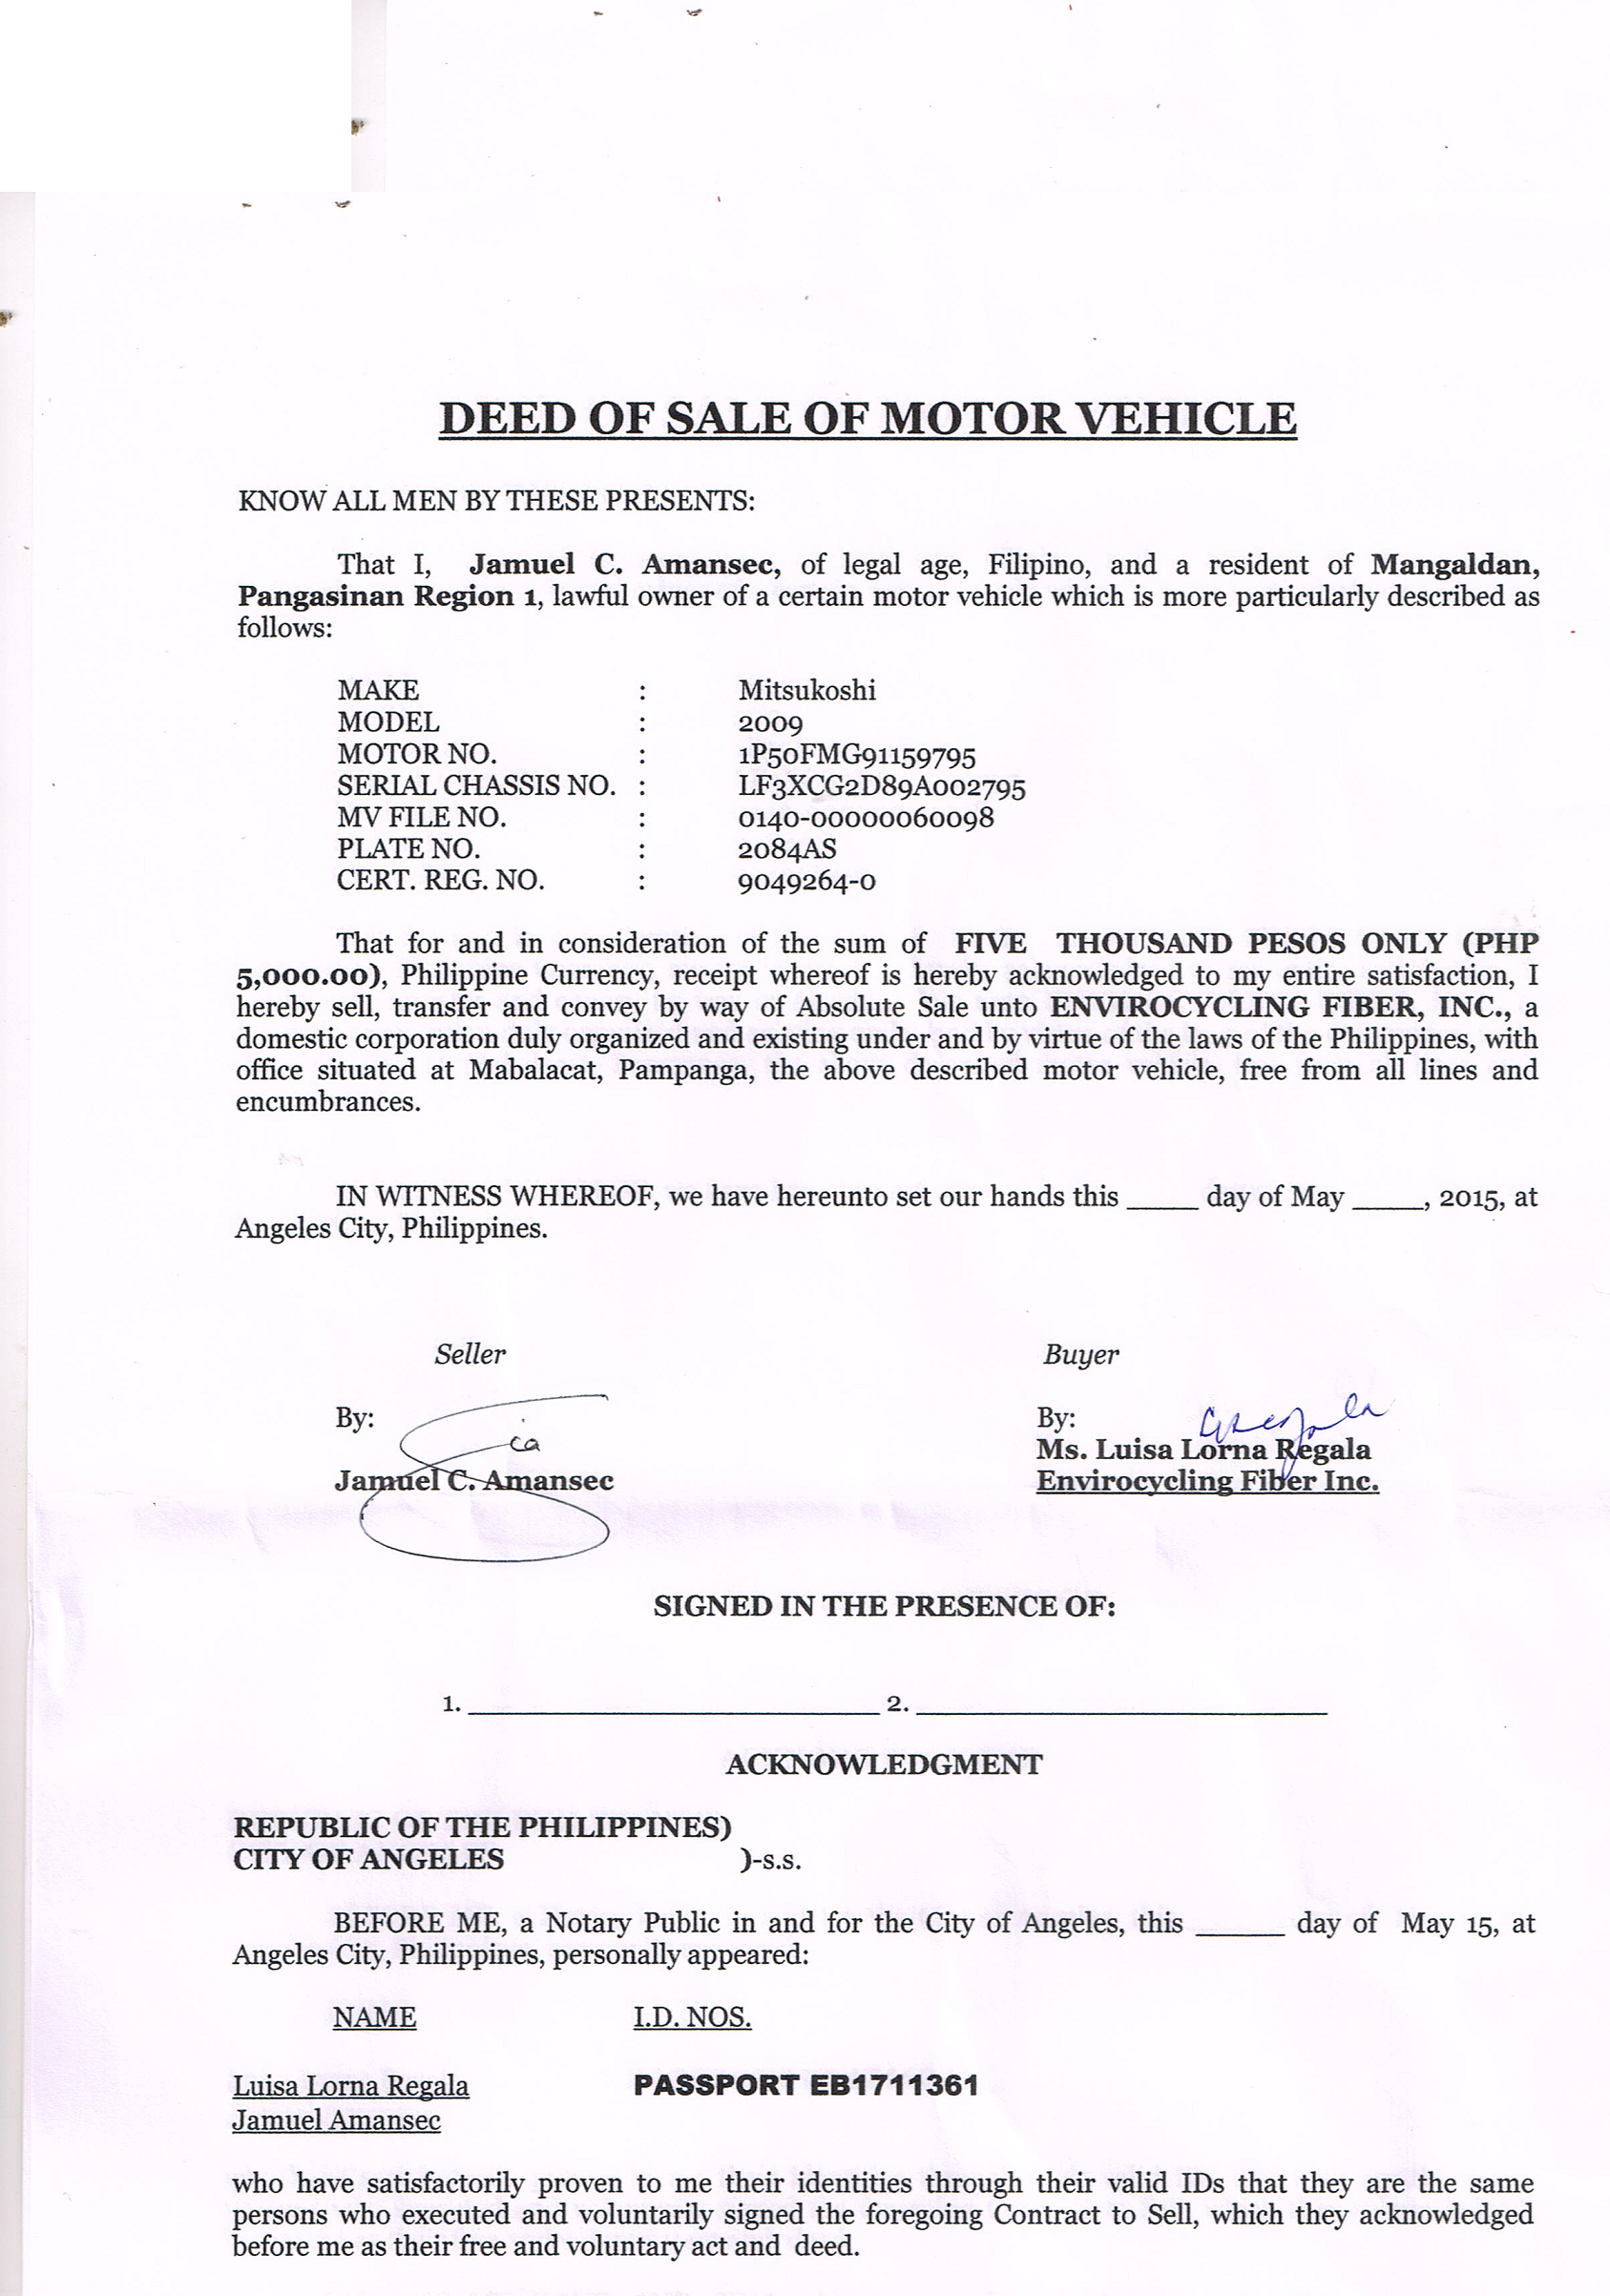 DEED OF SALE OF MOTOR VEHICLE
KNOW ALL MEN BY THESE PRESENTS:
That I, Jamuel C. Amansec, of legal age, Filipino, and a resident of Mangaldan,
Pangasinan Region 1, lawful owner of a certain motor vehicle which is more particularly described as
follows:
MAKE : Mitsukoshi
MODEL : 2009
MOTOR NO. : 1P50FMG91159795
SERIAL CHASSIS NO. : LF3XCG2D89A002795
MV FILE NO. : 0140-00000060098
PLATE NO. : 2084AS
CERT. REG. NO. : 9049264-0
That for and in consideration of the sum of FIVE THOUSAND PESOS ONLY (PHP
5,000.00), Philippine Currency, receipt whereof is hereby acknowledged to my entire satisfaction, I
hereby sell, transfer and convey by way of Absolute Sale unto ENVIROCYCLING FIBER, INC., a
domestic corporation duly organized and existing under and by virtue of the laws of the Philippines, with
office situated at Mabalacat, Pampanga, the above described motor vehicle, free from all lines and
encumbrances.
IN WITNESS WHEREOF, we have hereunto set our hands this _____ day of May _____, 2015, at
Angeles City, Philippines.
Seller Buyer
By: By:
Ms. Luisa Lorna Regala
Jamuel C. Amansec Envirocycling Fiber Inc.
SIGNED IN THE PRESENCE OF:
1. _____________________________ 2. _____________________________
ACKNOWLEDGMENT
REPUBLIC OF THE PHILIPPINES)
CITY OF ANGELES )-s.s.
BEFORE ME, a Notary Public in and for the City of Angeles, this ______ day of May 15, at
Angeles City, Philippines, personally appeared:
NAME I.D. NOS.
Luisa Lorna Regala PASSPORT EB1711361
Jamuel Amansec
who have satisfactorily proven to me their identities through their valid IDs that they are the same
persons who executed and voluntarily signed the foregoing Contract to Sell, which they acknowledged
before me as their free and voluntary act and deed.